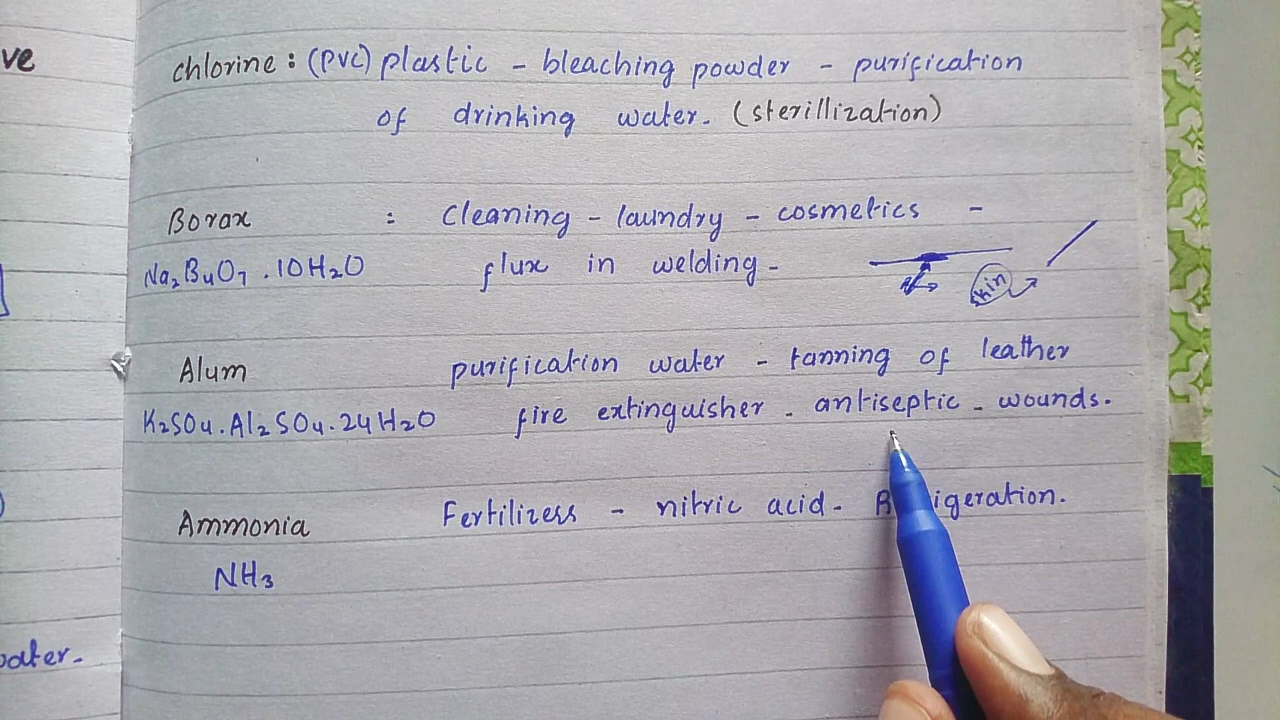 ve
chlorine : (PVC) plastic - bleaching powder - purification
of drinking water. (sterillization)
Borax : Cleaning - laundry - cosmetics -
Na₂B₄O₇ .10H₂O flux in welding -
skin
Alum purification water - tanning of leather
K₂SO₄.Al₂SO₄.24H₂O fire extinguisher - antiseptic - wounds.
Ammonia Fertilizers - nitric acid -
NH₃
water.